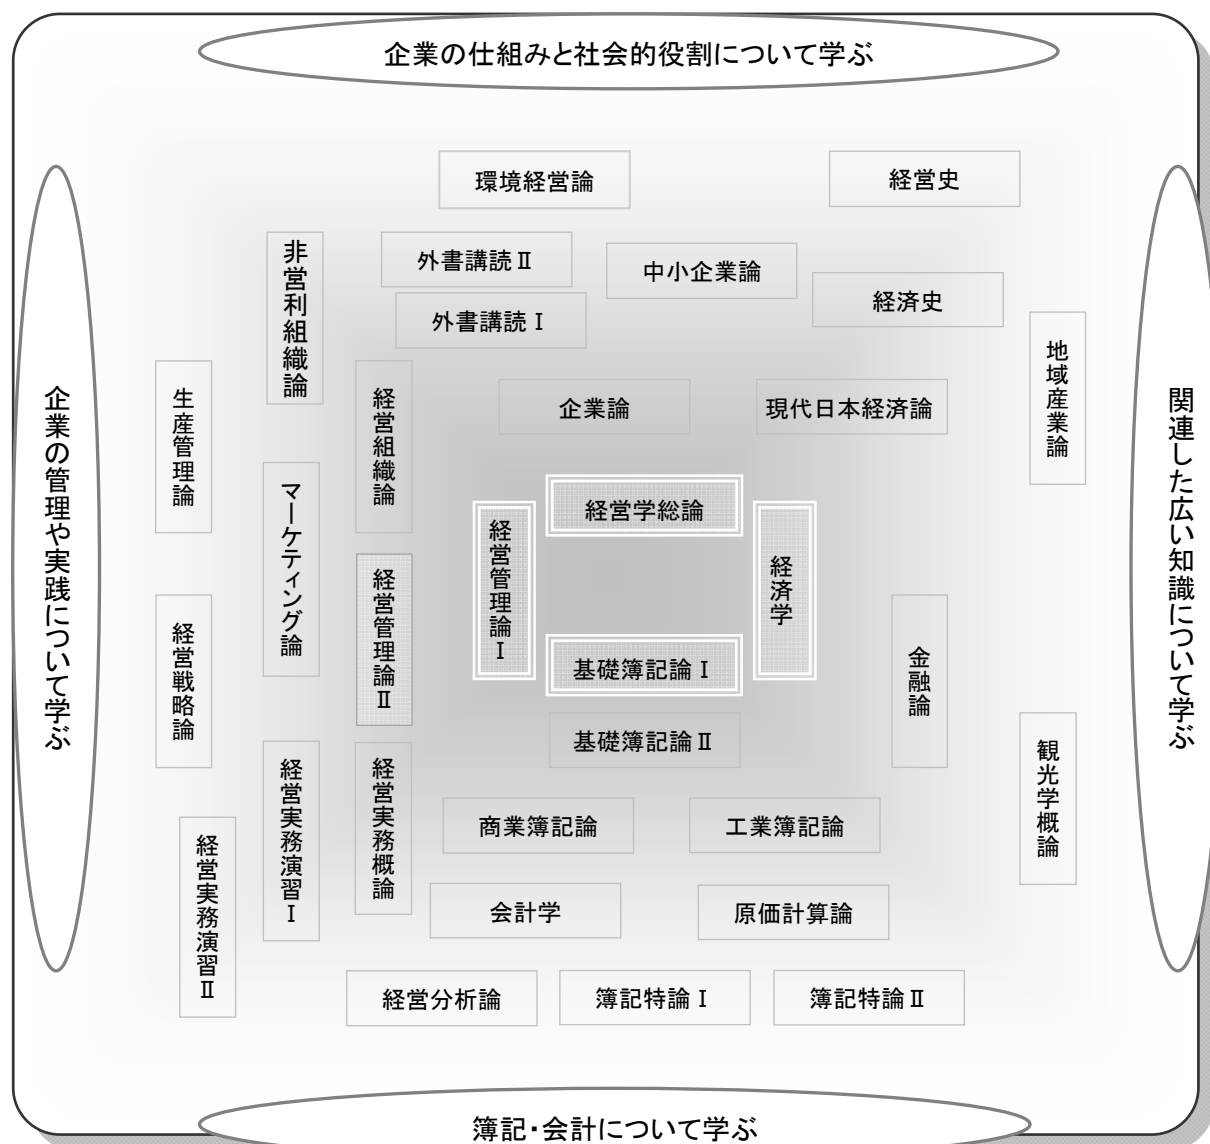 企業の仕組みと社会的役割について学ぶ
環境経営論
経営史
非営利組織論
外書講読Ⅱ
中小企業論
外書講読Ⅰ
経済史
地域産業論
企業の管理や実践について学ぶ
関連した広い知識について学ぶ
生産管理論
経営組織論
企業論
現代日本経済論
マーケティング論
経営学総論
経営管理論Ⅰ
経済学
経営管理論Ⅱ
基礎簿記論Ⅰ
経営戦略論
金融論
基礎簿記論Ⅱ
観光学概論
経営実務演習Ⅰ
経営実務概論
商業簿記論
工業簿記論
経営実務演習Ⅱ
会計学
原価計算論
経営分析論
簿記特論Ⅰ
簿記特論Ⅱ
簿記・会計について学ぶ